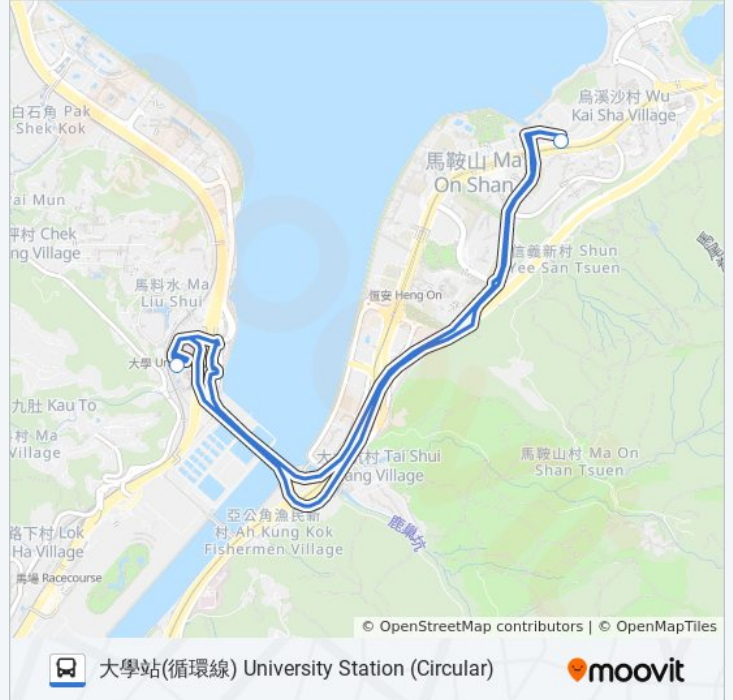 烏溪沙村 Wu
Kai Sha Village
白石角 Pak
Shek Kok
馬鞍山 Ma
On Shan
ai Mun
坪村 Chek
ng Village
信義新村 Shun
Yee San Tsuen
馬料水 Ma
Liu Shui
恆安 Heng On
大學 Un
九肚 Kau To
村 Ma
Village
村 Tai Shui
ang Village
馬鞍山村 Ma On
Shan Tsuen
亞公角漁民新
村 Ah Kung Kok
Fishermen Village
路下村 Lok
Ha Village
馬場 Racecourse
© OpenStreetMap contributors | © OpenMapTiles
大學站(循環線) University Station (Circular)
moovit